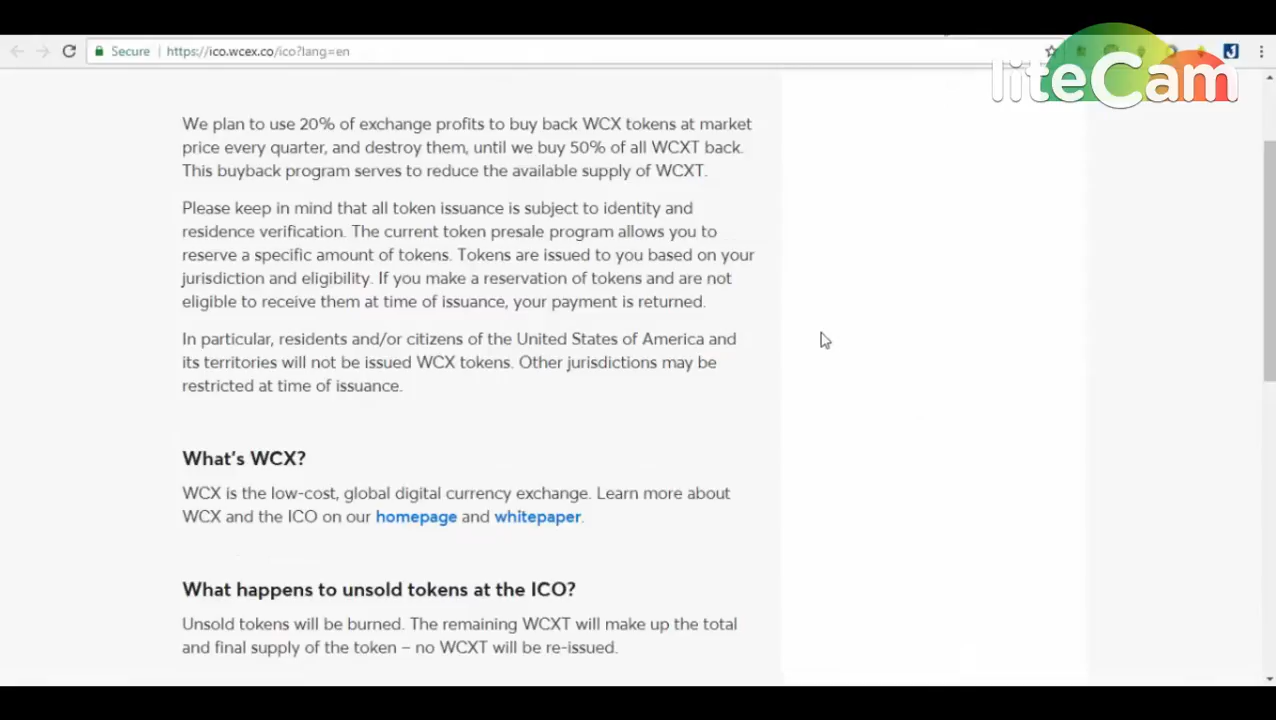 Secure https://ico.wcex.co/ico?lang=en
liteCam
We plan to use 20% of exchange profits to buy back WCX tokens at market
price every quarter, and destroy them, until we buy 50% of all WCXT back.
This buyback program serves to reduce the available supply of WCXT.
Please keep in mind that all token issuance is subject to identity and
residence verification. The current token presale program allows you to
reserve a specific amount of tokens. Tokens are issued to you based on your
jurisdiction and eligibility. If you make a reservation of tokens and are not
eligible to receive them at time of issuance, your payment is returned.
In particular, residents and/or citizens of the United States of America and
its territories will not be issued WCX tokens. Other jurisdictions may be
restricted at time of issuance.
What's WCX?
WCX is the low-cost, global digital currency exchange. Learn more about
WCX and the ICO on our homepage and whitepaper.
What happens to unsold tokens at the ICO?
Unsold tokens will be burned. The remaining WCXT will make up the total
and final supply of the token – no WCXT will be re-issued.